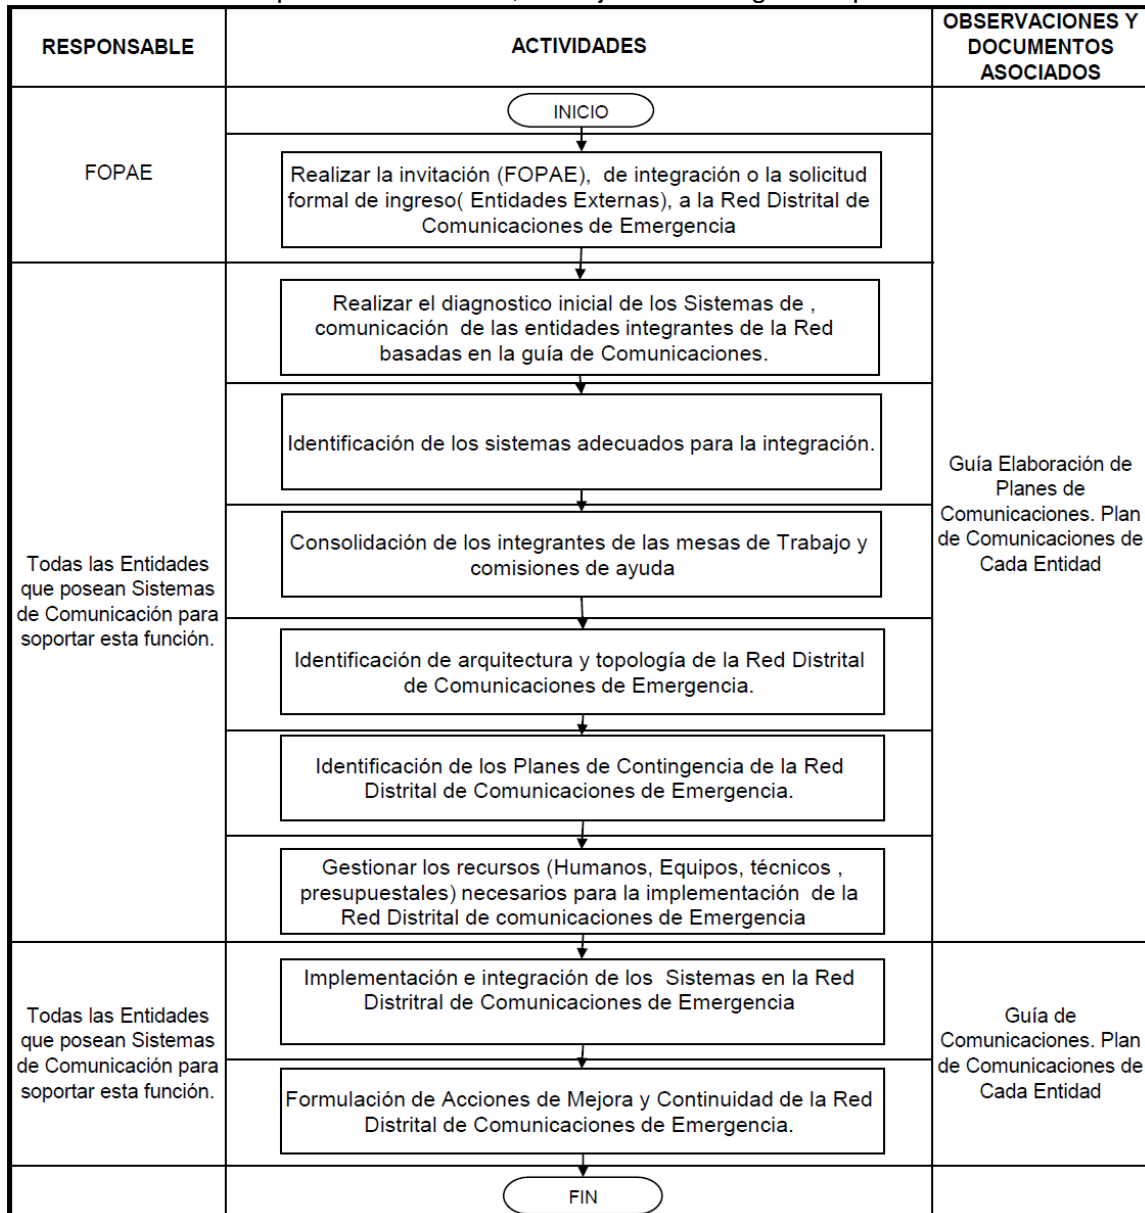 RESPONSABLE
ACTIVIDADES
OBSERVACIONES Y
DOCUMENTOS
ASOCIADOS
FOPAE
INICIO
Realizar la invitación (FOPAE), de integración o la solicitud
formal de ingreso( Entidades Externas), a la Red Distrital de
Comunicaciones de Emergencia
Todas las Entidades
que posean Sistemas
de Comunicación para
soportar esta función.
Realizar el diagnostico inicial de los Sistemas de ,
comunicación de las entidades integrantes de la Red
basadas en la guía de Comunicaciones.
Identificación de los sistemas adecuados para la integración.
Consolidación de los integrantes de las mesas de Trabajo y
comisiones de ayuda
Identificación de arquitectura y topología de la Red Distrital
de Comunicaciones de Emergencia.
Identificación de los Planes de Contingencia de la Red
Distrital de Comunicaciones de Emergencia.
Gestionar los recursos (Humanos, Equipos, técnicos ,
presupuestales) necesarios para la implementación de la
Red Distrital de comunicaciones de Emergencia
Guía Elaboración de
Planes de
Comunicaciones. Plan
de Comunicaciones de
Cada Entidad
Todas las Entidades
que posean Sistemas
de Comunicación para
soportar esta función.
Implementación e integración de los Sistemas en la Red
Distritral de Comunicaciones de Emergencia
Formulación de Acciones de Mejora y Continuidad de la Red
Distrital de Comunicaciones de Emergencia.
Guía de
Comunicaciones. Plan
de Comunicaciones de
Cada Entidad
FIN